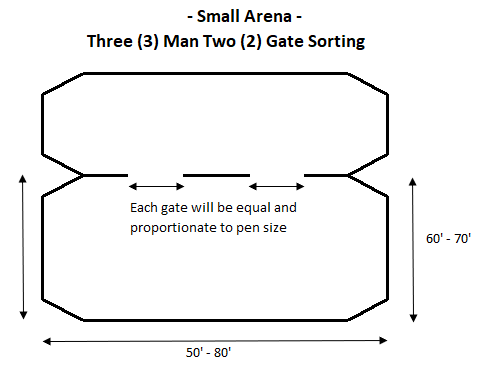 - Small Arena -
Three (3) Man Two (2) Gate Sorting
Each gate will be equal and
proportionate to pen size
60' - 70'
50' - 80'